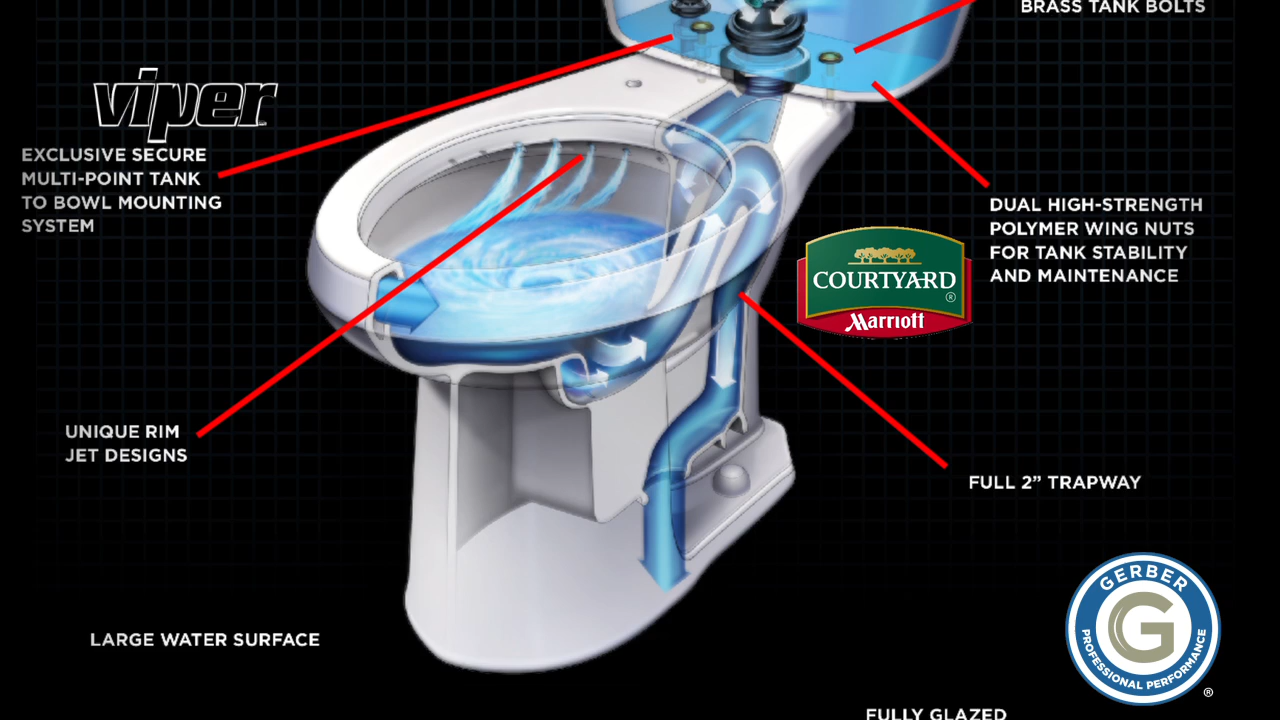 BRASS TANK BOLTS
viper
EXCLUSIVE SECURE
MULTI-POINT TANK
TO BOWL MOUNTING
SYSTEM
DUAL HIGH-STRENGTH
POLYMER WING NUTS
FOR TANK STABILITY
AND MAINTENANCE
COURTYARD
®
Marriott
UNIQUE RIM
JET DESIGNS
FULL 2” TRAPWAY
GERBER
G
PROFESSIONAL PERFORMANCE
®
LARGE WATER SURFACE
FULLY GLAZED